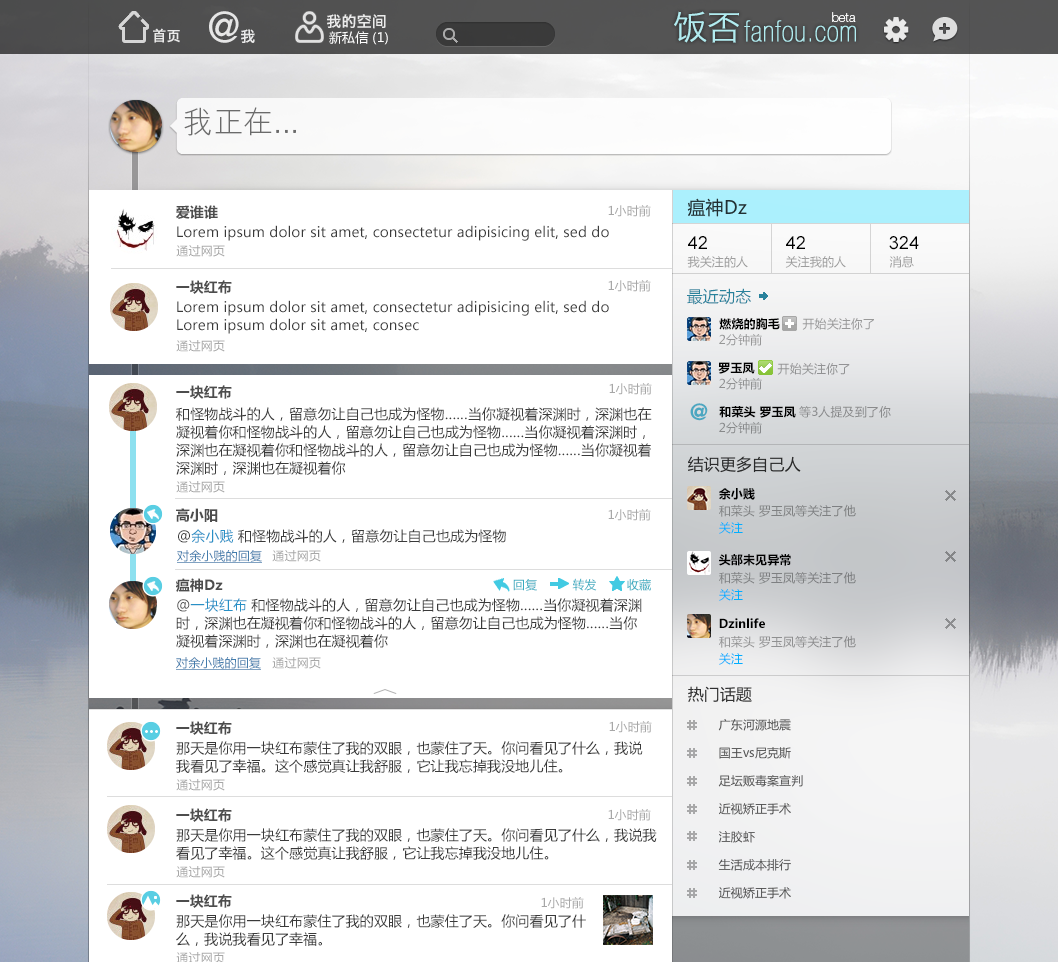 首页
@我
我的空间
新私信 (1)
饭否 fanfou.com
beta
我正在...
爱谁谁
1小时前
Lorem ipsum dolor sit amet, consectetur adipisicing elit, sed do
通过网页
一块红布
1小时前
Lorem ipsum dolor sit amet, consectetur adipisicing elit, sed do
Lorem ipsum dolor sit amet, consec
通过网页
一块红布
1小时前
和怪物战斗的人，留意勿让自己也成为怪物......当你凝视着深渊时，深渊也在
凝视着你和怪物战斗的人，留意勿让自己也成为怪物......当你凝视着深渊时，
深渊也在凝视着你和怪物战斗的人，留意勿让自己也成为怪物......当你凝视着
深渊时，深渊也在凝视着你
通过网页
高小阳
1小时前
@余小贱 和怪物战斗的人，留意勿让自己也成为怪物
对余小贱的回复 通过网页
瘟神Dz
回复 转发 收藏
@一块红布 和怪物战斗的人，留意勿让自己也成为怪物......当你凝视着深渊
时，深渊也在凝视着你和怪物战斗的人，留意勿让自己也成为怪物......当你
凝视着深渊时，深渊也在凝视着你
对余小贱的回复 通过网页
一块红布
1小时前
那天是你用一块红布蒙住了我的双眼，也蒙住了天。你问看见了什么，我说
我看见了幸福。这个感觉真让我舒服，它让我忘掉我没地儿住。
通过网页
一块红布
1小时前
那天是你用一块红布蒙住了我的双眼，也蒙住了天。你问看见了什么，我说我
看见了幸福。这个感觉真让我舒服，它让我忘掉我没地儿住。
通过网页
一块红布
1小时前
那天是你用一块红布蒙住了我的双眼，也蒙住了天。你问看见了什
么，我说我看见了幸福。
通过网页
瘟神Dz
42
我关注的人
42
关注我的人
324
消息
最近动态
燃烧的胸毛 开始关注你了
2分钟前
罗玉凤 开始关注你了
2分钟前
@ 和菜头 罗玉凤 等3人提及到了你
2分钟前
结识更多自己人
余小贱
和菜头 罗玉凤等关注了他
关注
头部未见异常
和菜头 罗玉凤等关注了他
关注
Dzinlife
和菜头 罗玉凤等关注了他
关注
热门话题
# 广东河源地震
# 国王vs尼克斯
# 足坛贩毒案宣判
# 近视矫正手术
# 注胶虾
# 生活成本排行
# 近视矫正手术